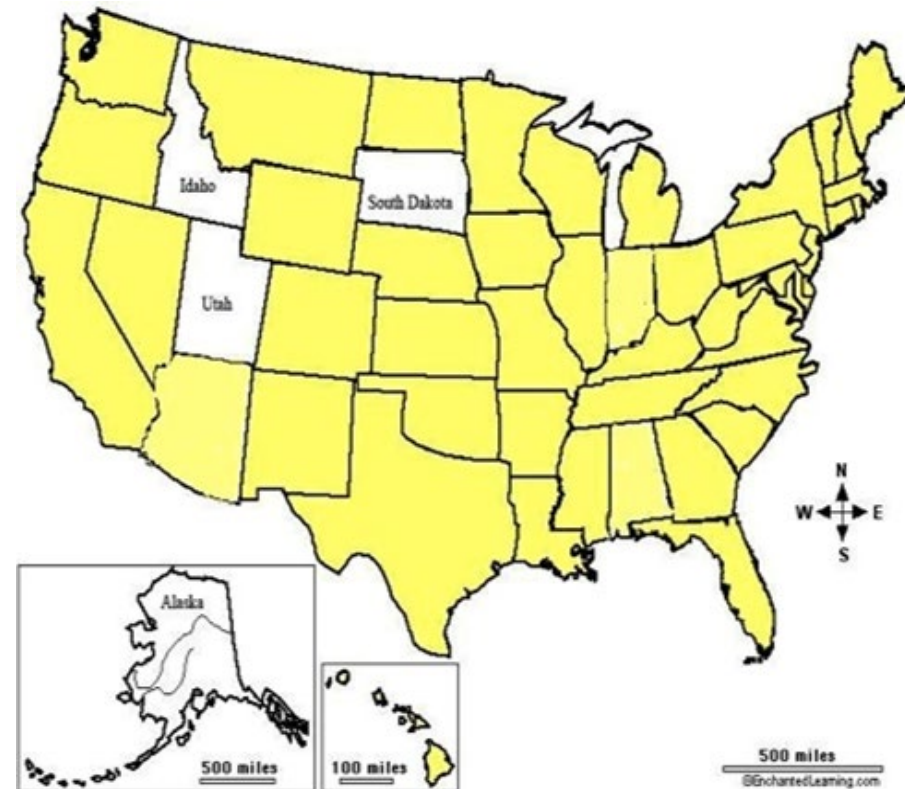 Idaho
South Dakota
Utah
N
W E
S
Alaska
500 miles
100 miles
500 miles
©EnchantedLearning.com